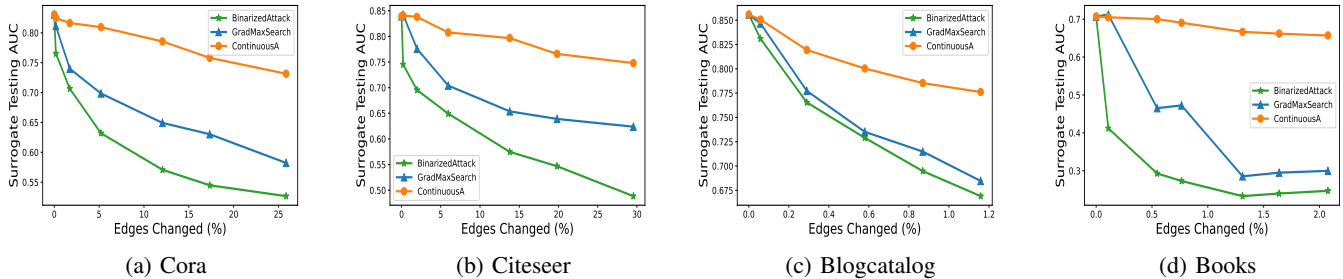 Surrogate Testing AUC
0.80
0.75
0.70
0.65
0.60
0.55
BinarizedAttack
GradMaxSearch
ContinuousA
0 5 10 15 20 25
Edges Changed (%)
(a) Cora
Surrogate Testing AUC
0.85
0.80
0.75
0.70
0.65
0.60
0.55
0.50
BinarizedAttack
GradMaxSearch
ContinuousA
0 5 10 15 20 25 30
Edges Changed (%)
(b) Citeseer
Surrogate Testing AUC
0.850
0.825
0.800
0.775
0.750
0.725
0.700
0.675
BinarizedAttack
GradMaxSearch
ContinuousA
0.0 0.2 0.4 0.6 0.8 1.0 1.2
Edges Changed (%)
(c) Blogcatalog
Surrogate Testing AUC
0.7
0.6
0.5
0.4
0.3
BinarizedAttack
GradMaxSearch
ContinuousA
0.0 0.5 1.0 1.5 2.0
Edges Changed (%)
(d) Books